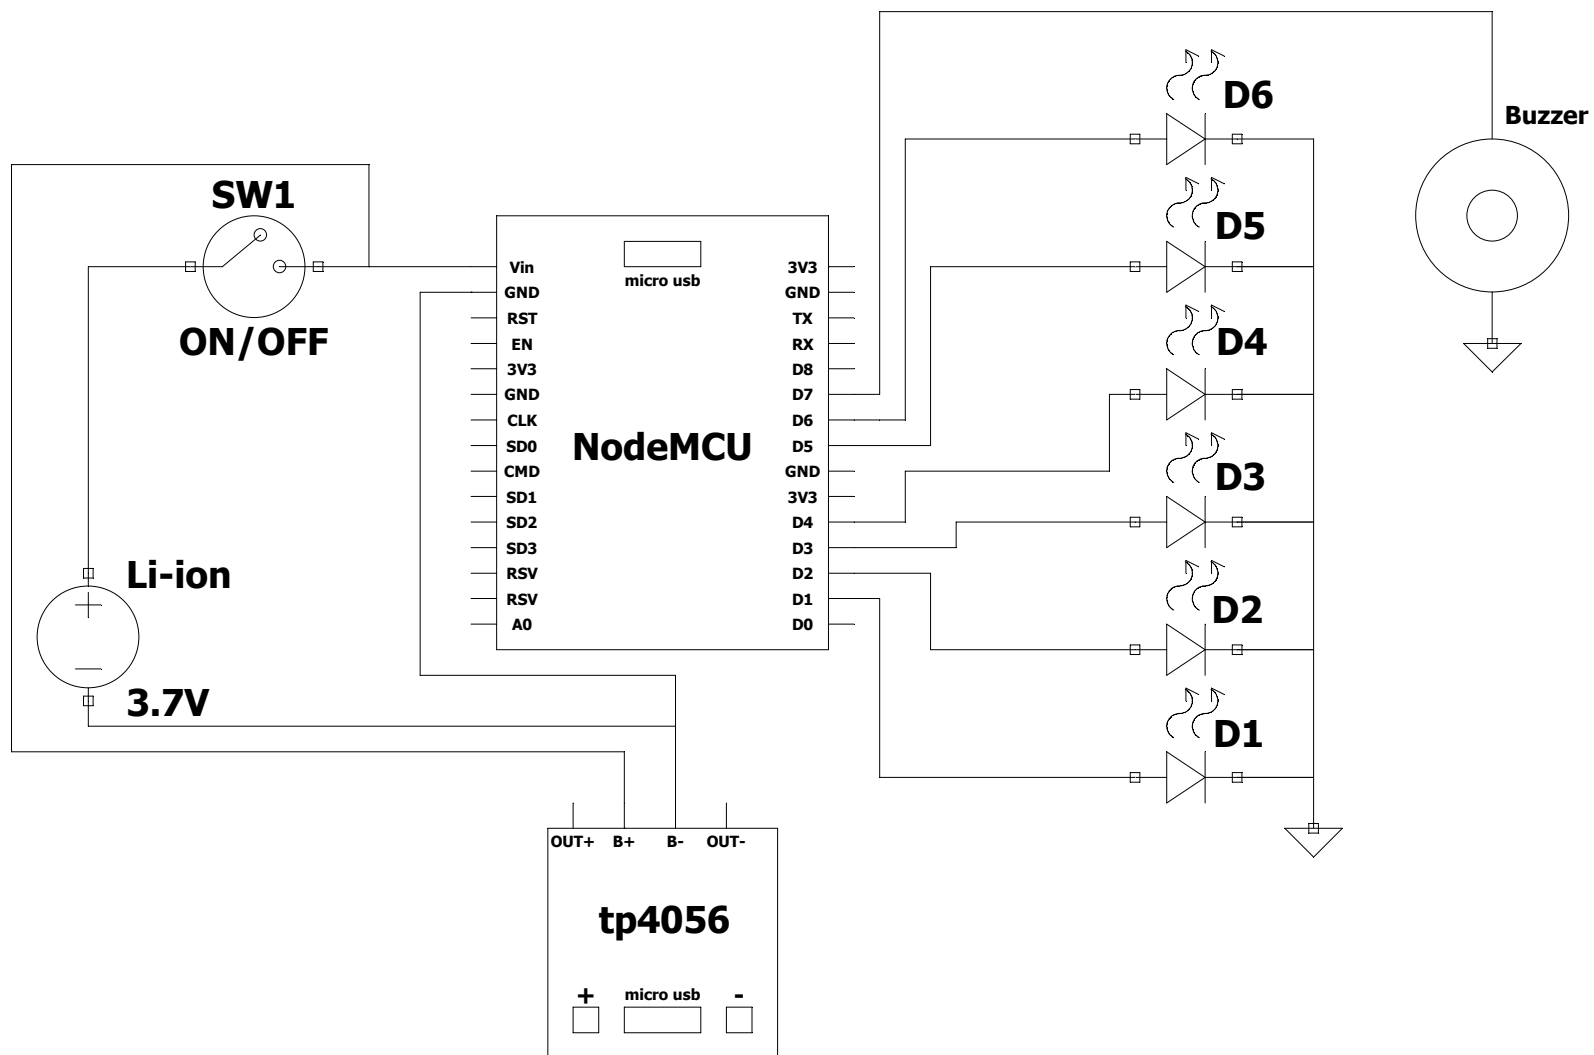 D6
Buzzer
SW1
ON/OFF
D5
D4
D3
D2
D1
micro usb
NodeMCU
Vin
GND
RST
EN
3V3
GND
CLK
SD0
CMD
SD1
SD2
SD3
RSV
RSV
A0
3V3
GND
TX
RX
D8
D7
D6
D5
GND
3V3
D4
D3
D2
D1
D0
Li-ion
+
—
3.7V
OUT+ B+ B- OUT-
tp4056
+ micro usb -